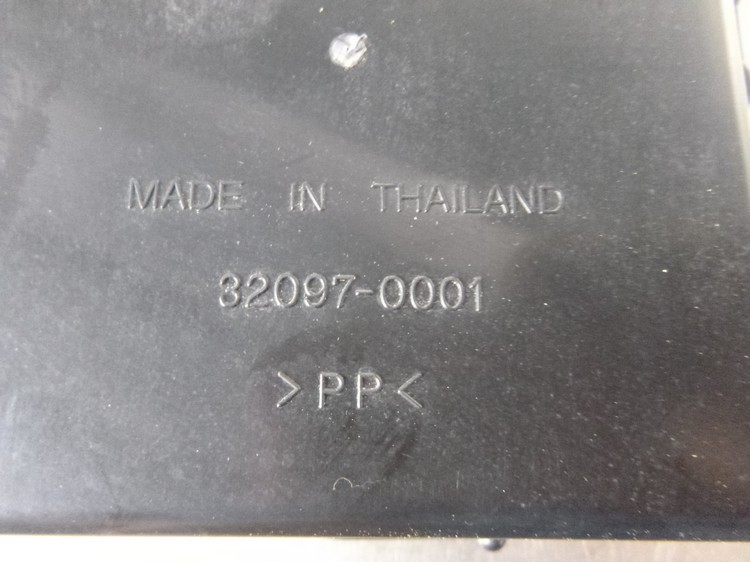 MADE IN THAILAND
32097-0001
>PP<